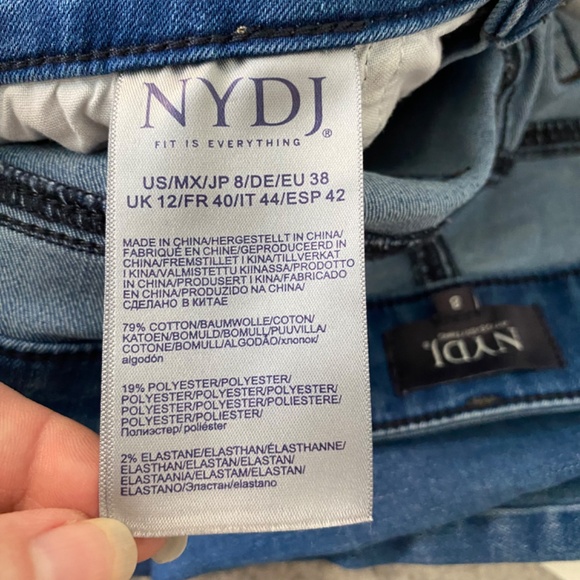 NYDJ®
FIT IS EVERYTHING
US/MX/JP 8/DE/EU 38
UK 12/FR 40/IT 44/ESP 42
MADE IN CHINA/HERGESTELLT IN CHINA/
FABRIQUÉ EN CHINE/GEPRODUCEERD IN
CHINA/FREMSTILLET I KINA/TILLVERKAT
I KINA/VALMISTETTU KIINASSA/PRODOTTO
IN CHINA/PRODUSERT I KINA/FABRICADO
EN CHINA/PRODUZIDO NA CHINA/
СДЕЛАНО В КИТАЕ
79% COTTON/BAUMWOLLE/COTON/
KATOEN/BOMULD/BOMULL/PUUVILLA/
COTONE/BOMULL/ALGODÃO/хлопок/
algodón
19% POLYESTER/POLYESTER/
POLYESTER/POLYESTER/POLYESTER/
POLYESTER/POLYESTERI/POLIESTERE/
POLYESTER/POLIÉSTER/
Полиэстер/ poliéster
2% ELASTANE/ELASTHAN/ÉLASTHANNE/
ELASTHAN/ELASTAN/ELASTAN/
ELASTAANIA/ELASTAM/ELASTAN/
ELASTANO/Эластан/elastano
8
NYDJ®